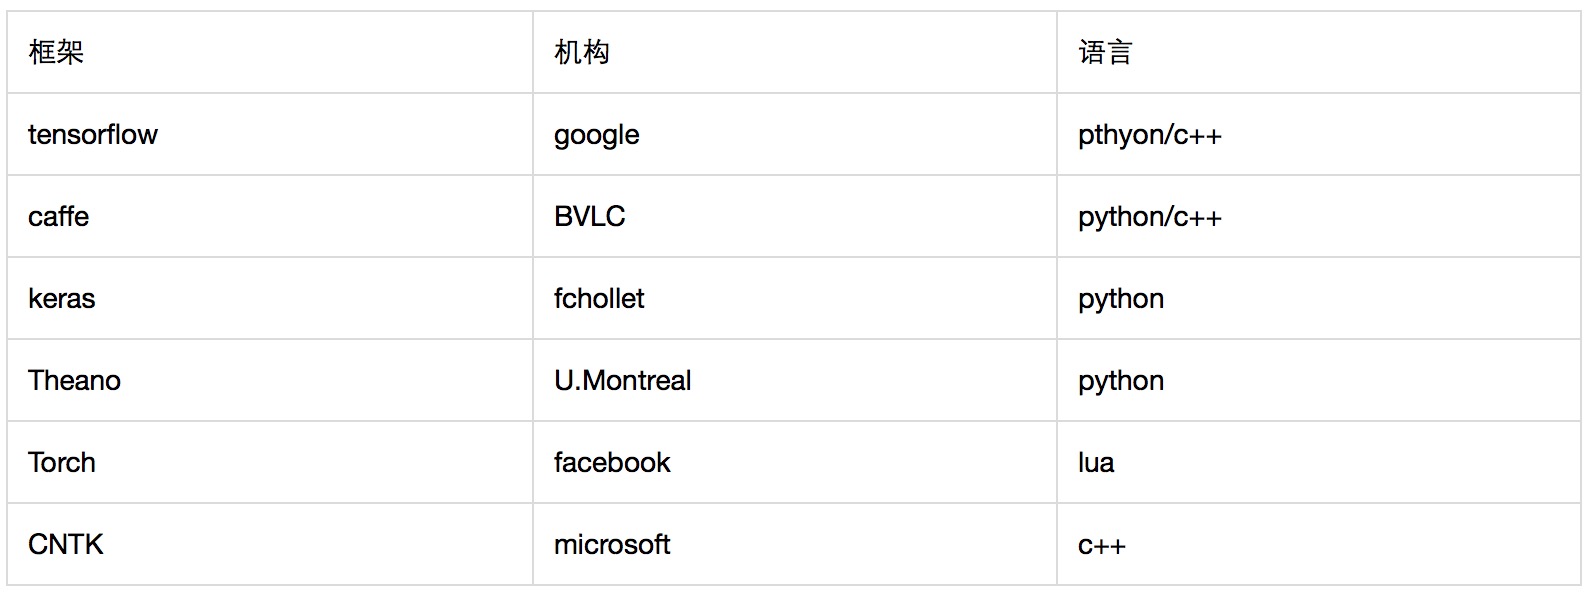 框架 机构 语言
tensorflow google pthyon/c++
caffe BVLC python/c++
keras fchollet python
Theano U.Montreal python
Torch facebook lua
CNTK microsoft c++